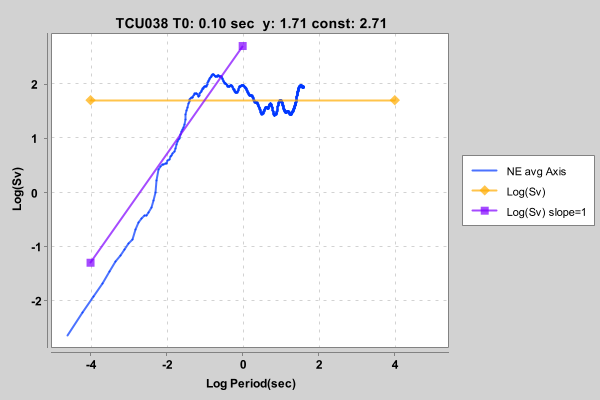 TCU038 T0: 0.10 sec y: 1.71 const: 2.71
Log(Sv)
2
1
0
-1
-2
-4
-2
0
2
4
Log Period(sec)
NE avg Axis
Log(Sv)
Log(Sv) slope=1